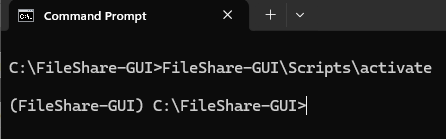 Command Prompt
C:\FileShare-GUI>FileShare-GUI\Scripts\activate
(FileShare-GUI) C:\FileShare-GUI>